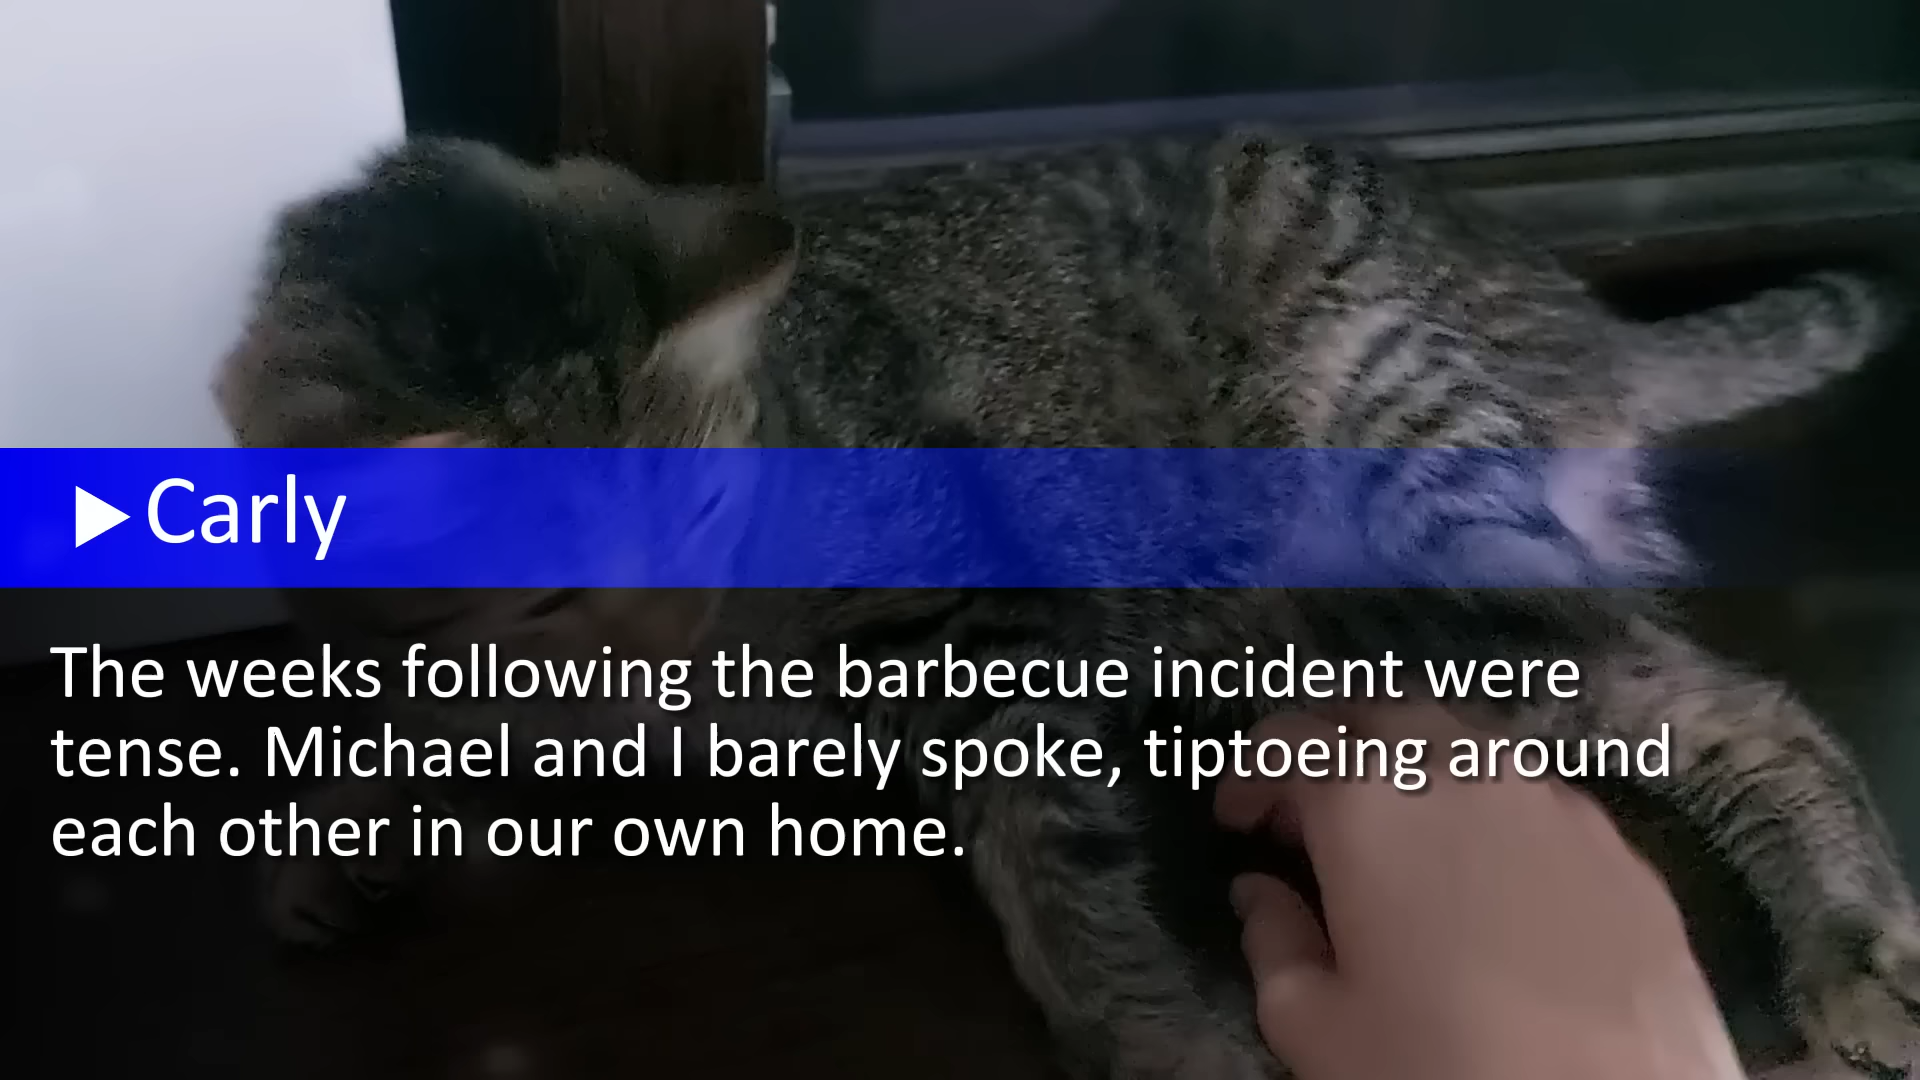 Carly
The weeks following the barbecue incident were
tense. Michael and I barely spoke, tiptoeing around
each other in our own home.